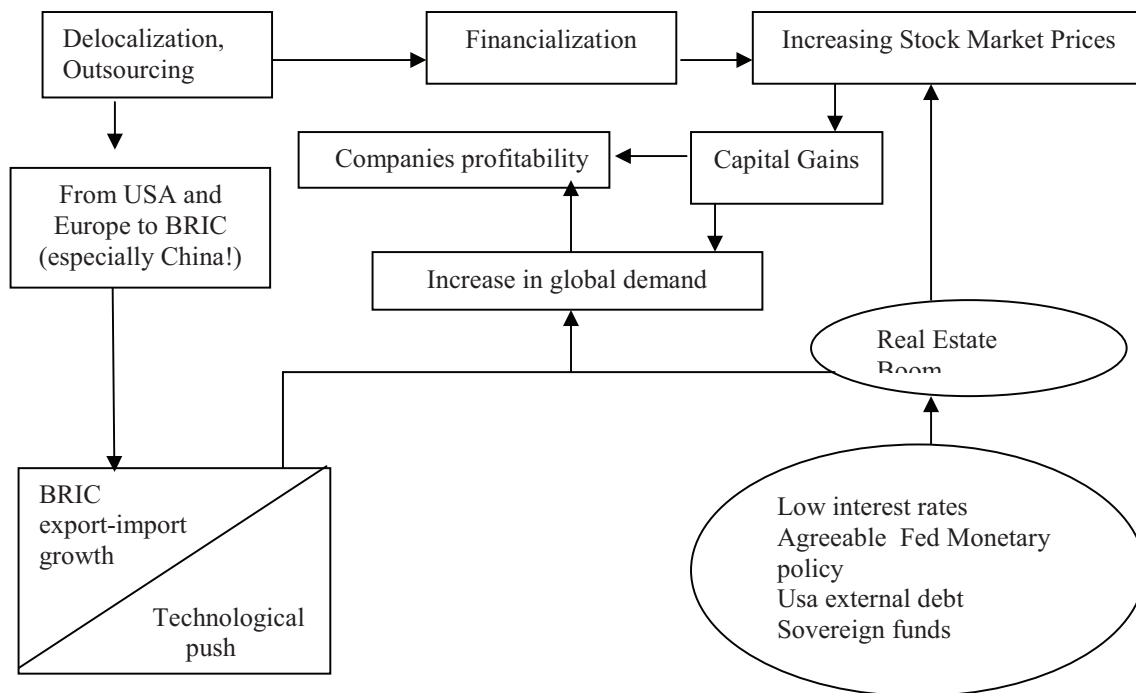 Delocalization,
Outsourcing
Financialization
Increasing Stock Market Prices
Companies profitability
Capital Gains
From USA and
Europe to BRIC
(especially China!)
Increase in global demand
Real Estate
Boom
BRIC
export-import
growth
Technological
push
Low interest rates
Agreeable Fed Monetary
policy
Usa external debt
Sovereign funds